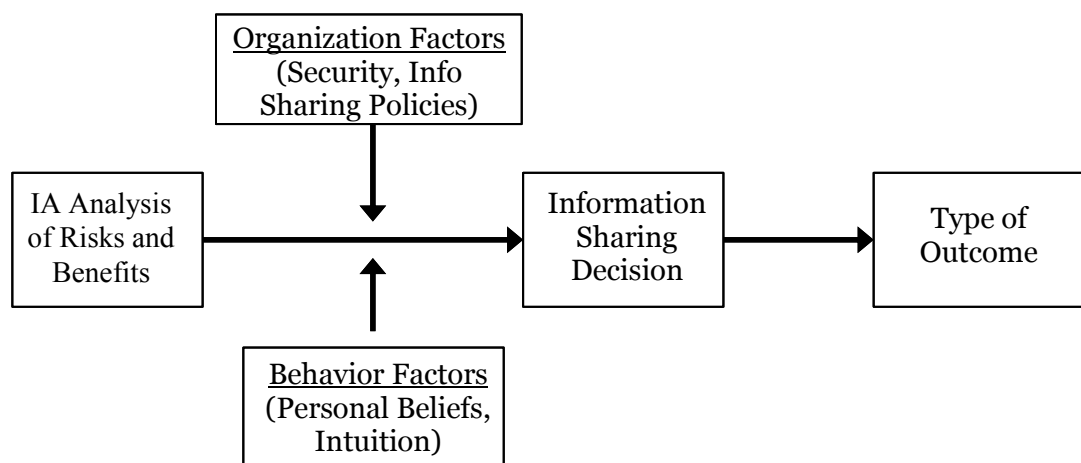 Organization Factors
(Security, Info
Sharing Policies)
IA Analysis
of Risks and
Benefits
Information
Sharing
Decision
Type of
Outcome
Behavior Factors
(Personal Beliefs,
Intuition)